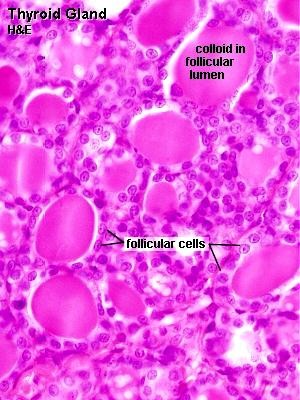 Thyroid Gland
H&E
colloid in
follicular
lumen
follicular cells